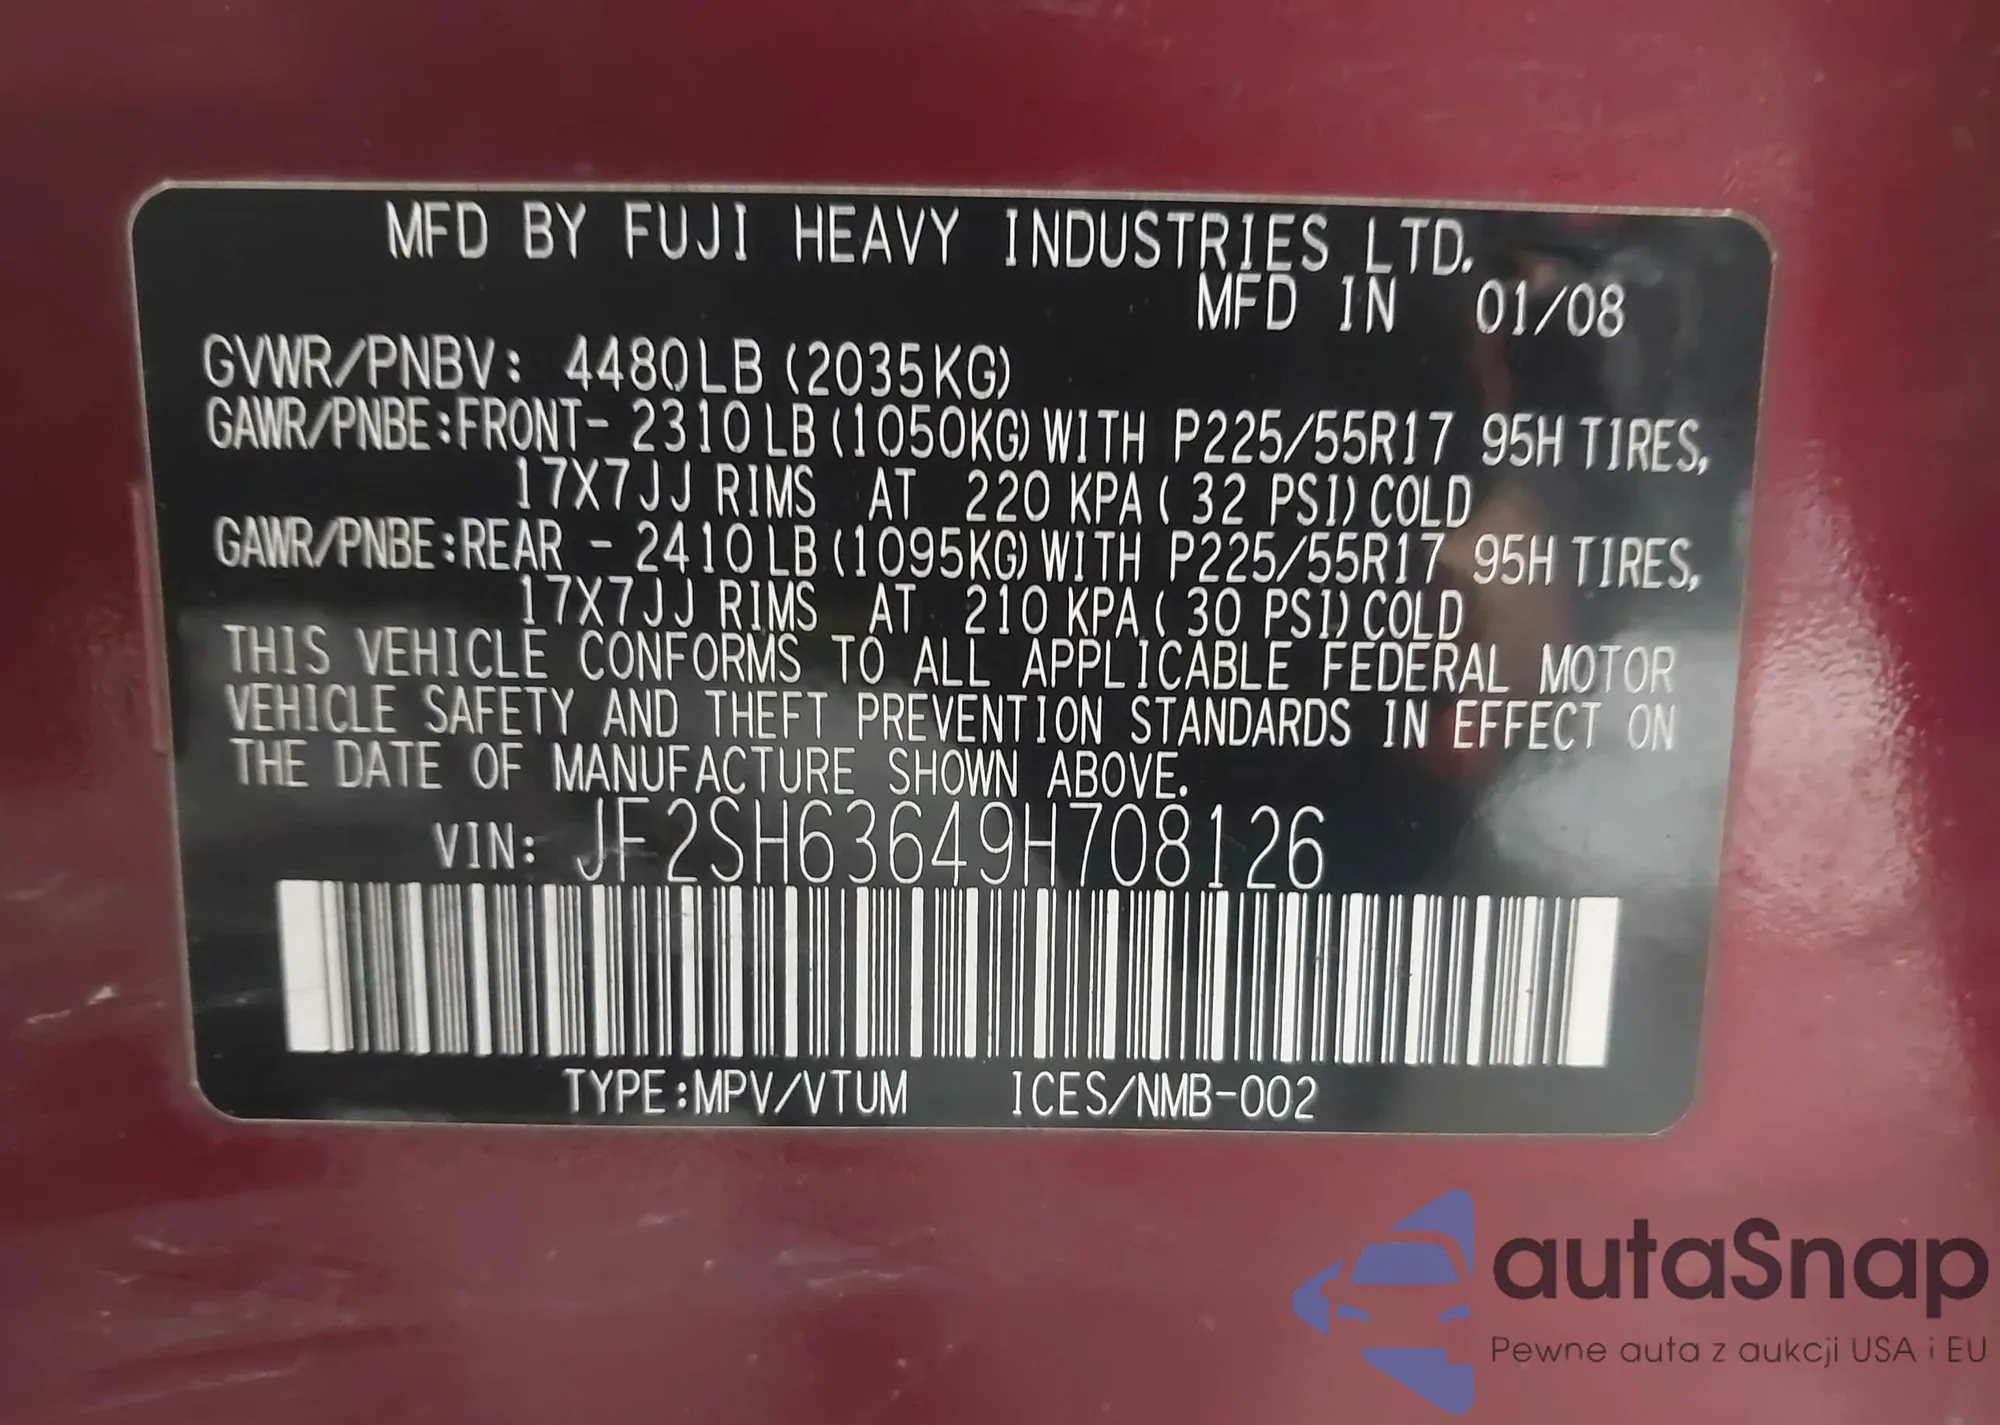 MFD BY FUJI HEAVY INDUSTRIES LTD.
MFD IN 01/08
GVWR/PNBV: 4480LB (2035KG)
GAWR/PNBE:FRONT- 2310LB (1050KG) WITH P225/55R17 95H TIRES,
17X7JJ RIMS AT 220 KPA ( 32 PSI) COLD
GAWR/PNBE:REAR - 2410LB (1095KG) WITH P225/55R17 95H TIRES,
17X7JJ RIMS AT 210 KPA ( 30 PSI) COLD
THIS VEHICLE CONFORMS TO ALL APPLICABLE FEDERAL MOTOR
VEHICLE SAFETY AND THEFT PREVENTION STANDARDS IN EFFECT ON
THE DATE OF MANUFACTURE SHOWN ABOVE.
VIN: JF2SH63649H708126
TYPE:MPV/VTUM ICES/NMB-002
autaSnap
Pewne auta z aukcji USA i EU